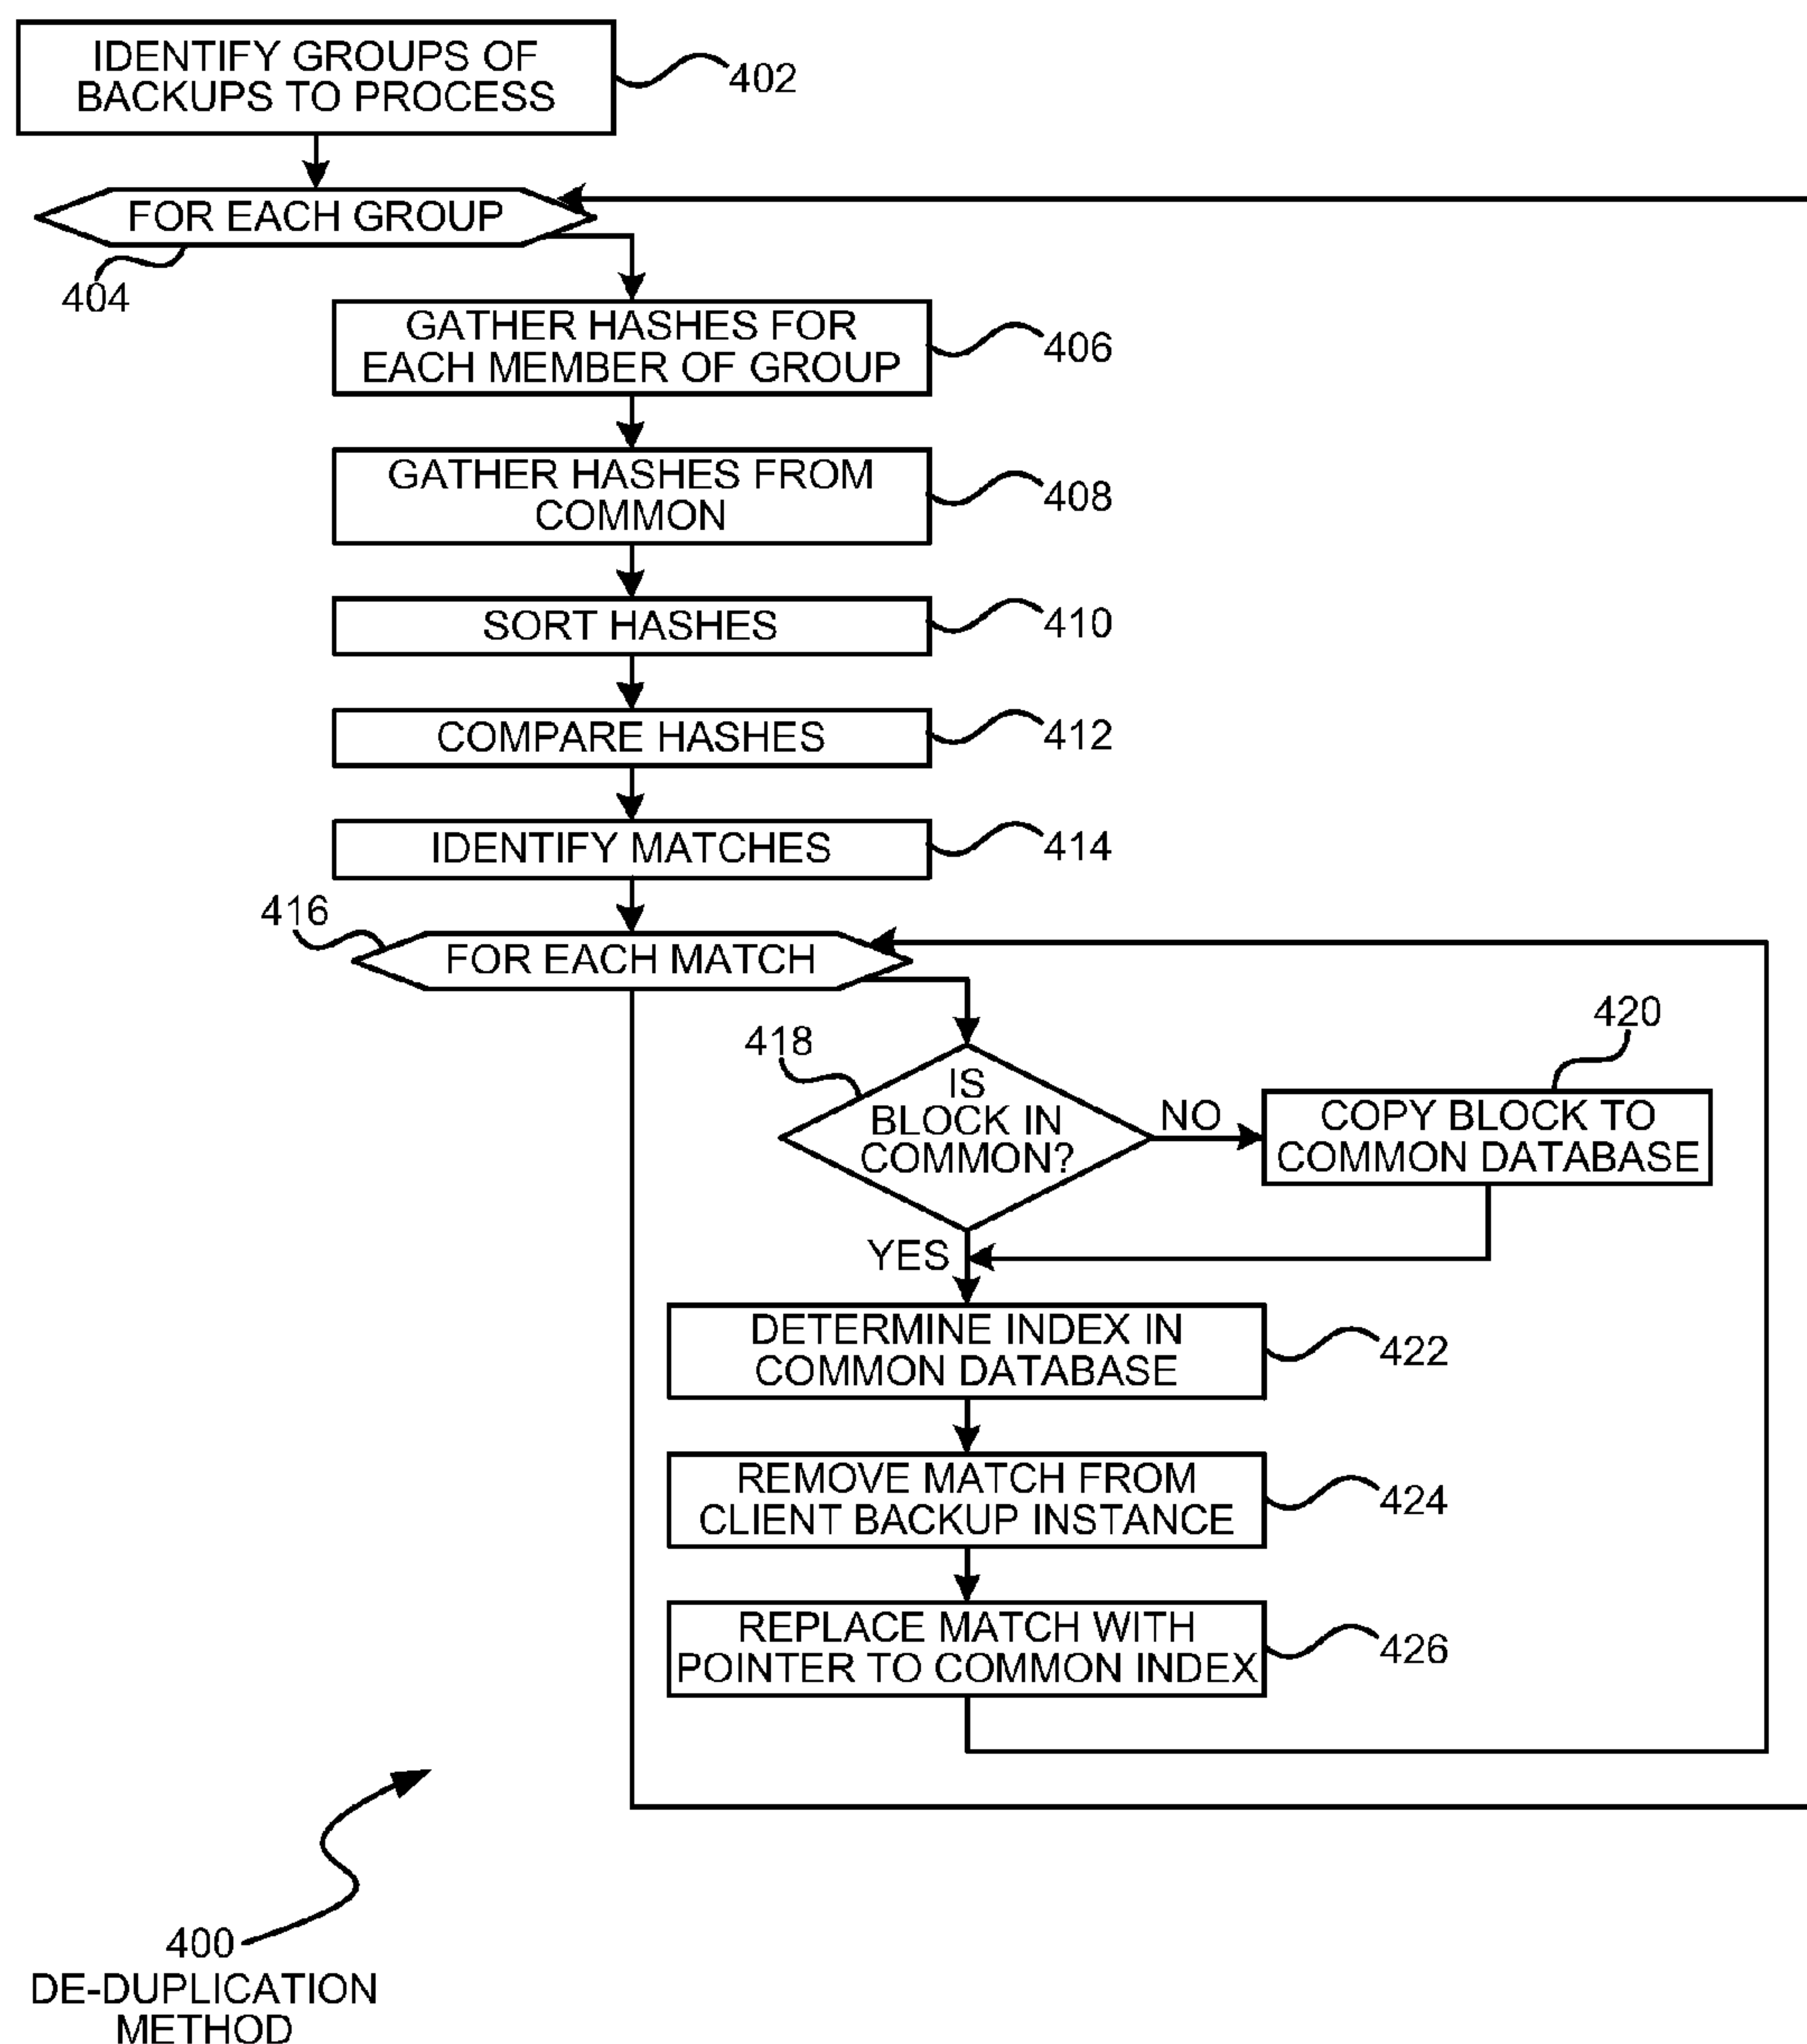 IDENTIFY GROUPS OF
BACKUPS TO PROCESS
402
FOR EACH GROUP
404
GATHER HASHES FOR
EACH MEMBER OF GROUP
406
GATHER HASHES FROM
COMMON
408
SORT HASHES
410
COMPARE HASHES
412
IDENTIFY MATCHES
414
416
FOR EACH MATCH
418
IS
BLOCK IN
COMMON?
NO
420
COPY BLOCK TO
COMMON DATABASE
YES
DETERMINE INDEX IN
COMMON DATABASE
422
REMOVE MATCH FROM
CLIENT BACKUP INSTANCE
424
REPLACE MATCH WITH
POINTER TO COMMON INDEX
426
400
DE-DUPLICATION
METHOD